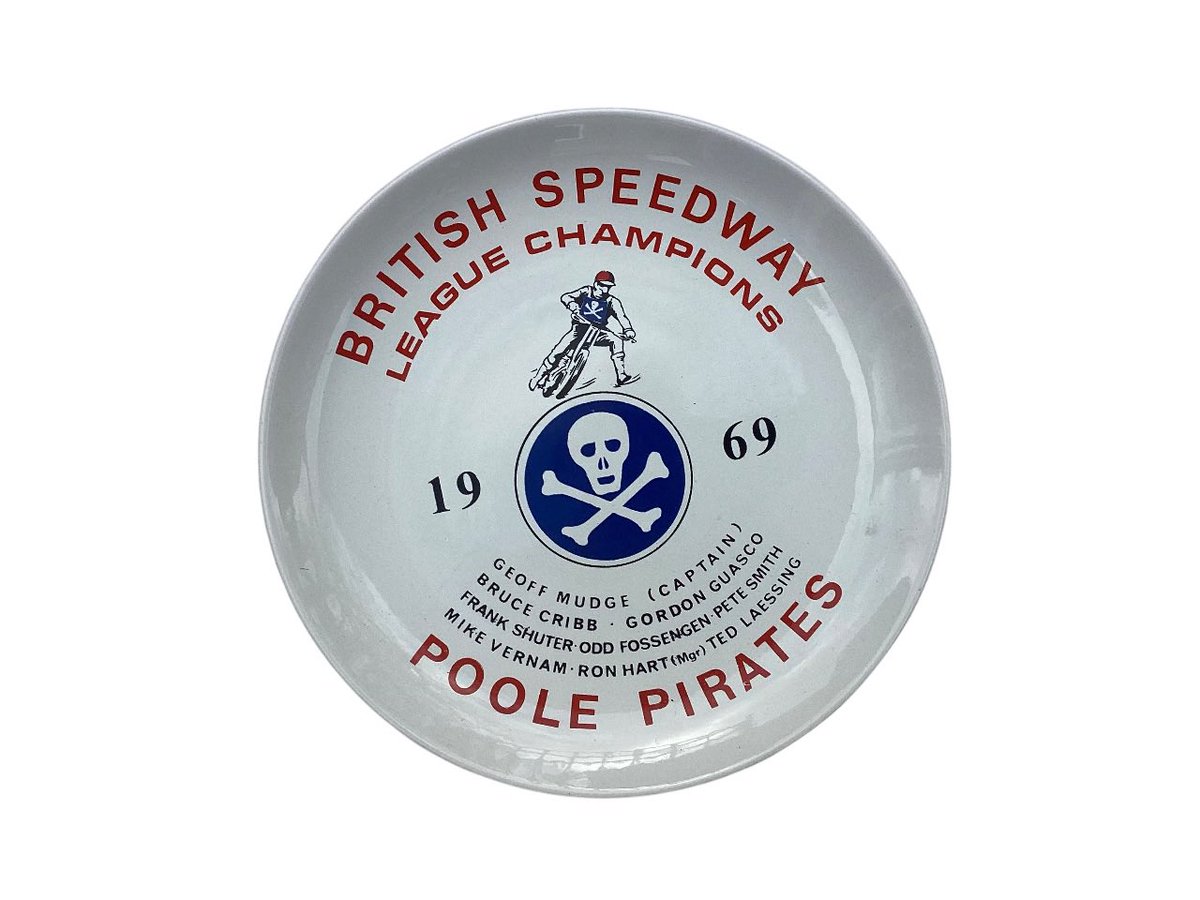 BRITISH SPEEDWAY
LEAGUE CHAMPIONS
19 69
GEOFF MUDGE (CAPTAIN)
BRUCE CRIBB · GORDON GUASCO
FRANK SHUTER · ODD FOSSENGEN · PETE SMITH
MIKE VERNAM · RON HART (Mgr) TED LAESSING
POOLE PIRATES